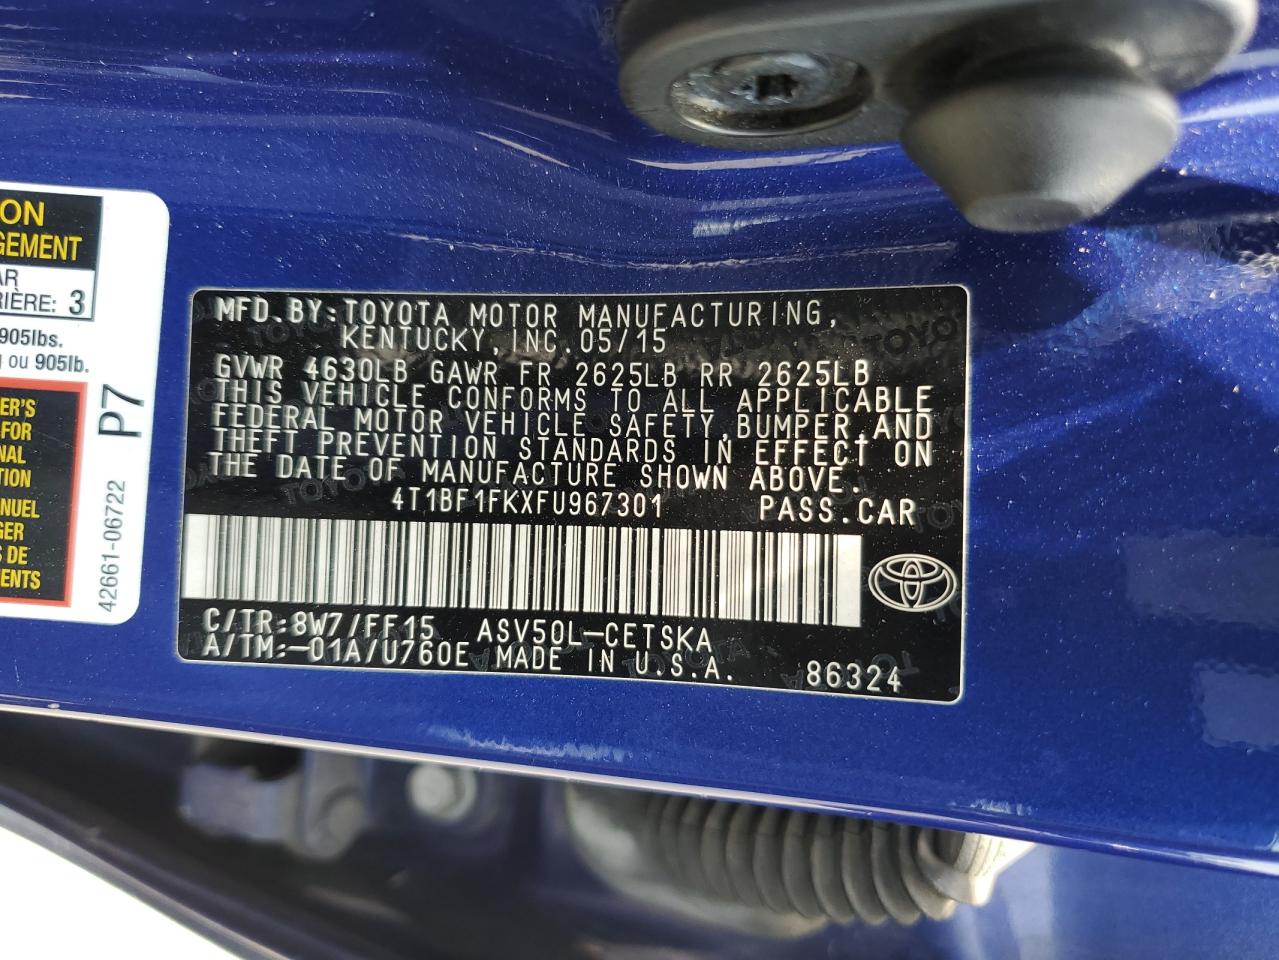 ON
GEMENT
AR
RIÈRE: 3
905lbs.
ou 905lb.
ER'S
FOR
NAL
TION
NUEL
GER
DE
ENTS
P7
42661-06722
MFD.BY:TOYOTA MOTOR MANUFACTURING,
KENTUCKY,INC.05/15
GVWR 4630LB GAWR FR 2625LB RR 2625LB
THIS VEHICLE CONFORMS TO ALL APPLICABLE
FEDERAL MOTOR VEHICLE SAFETY,BUMPER,AND
THEFT PREVENTION STANDARDS IN EFFECT ON
THE DATE OF MANUFACTURE SHOWN ABOVE.
4T1BF1FKXFU967301 PASS.CAR
C/TR:8W7/FF15 ASV50L-CETSKA
A/TM:-01A/U760E MADE IN U.S.A. 86324